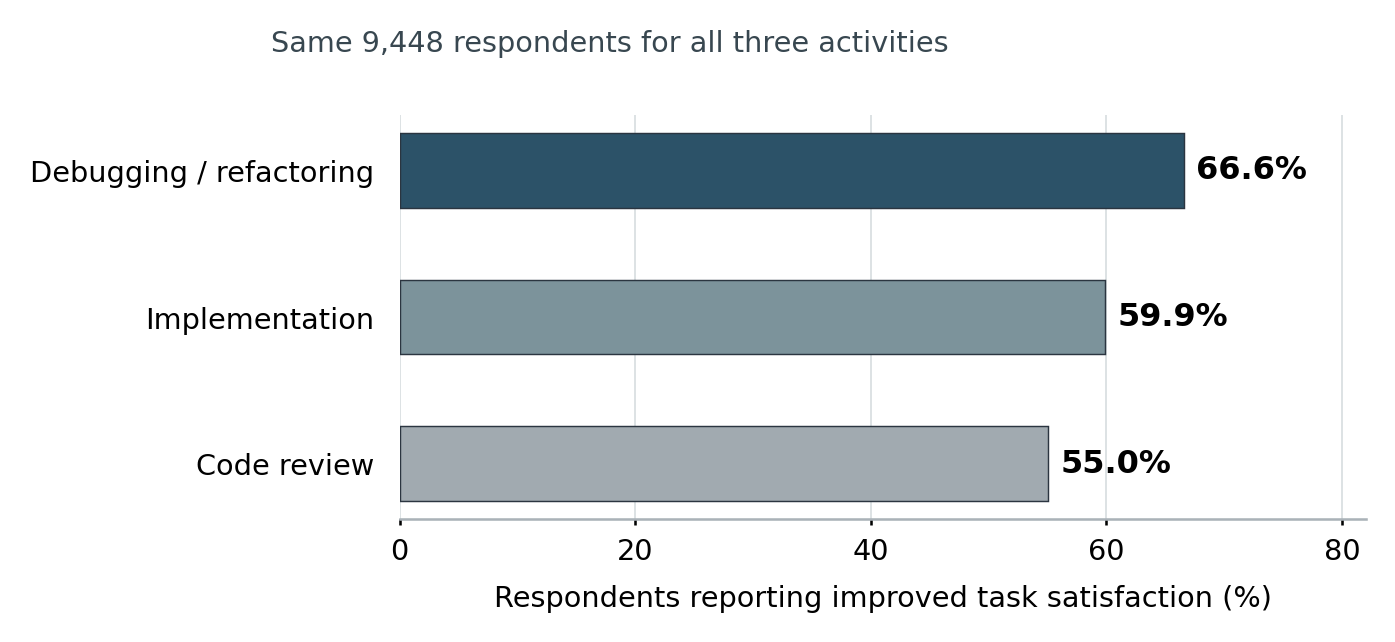 Same 9,448 respondents for all three activities
Debugging / refactoring
66.6%
Implementation
59.9%
Code review
55.0%
0 20 40 60 80
Respondents reporting improved task satisfaction (%)